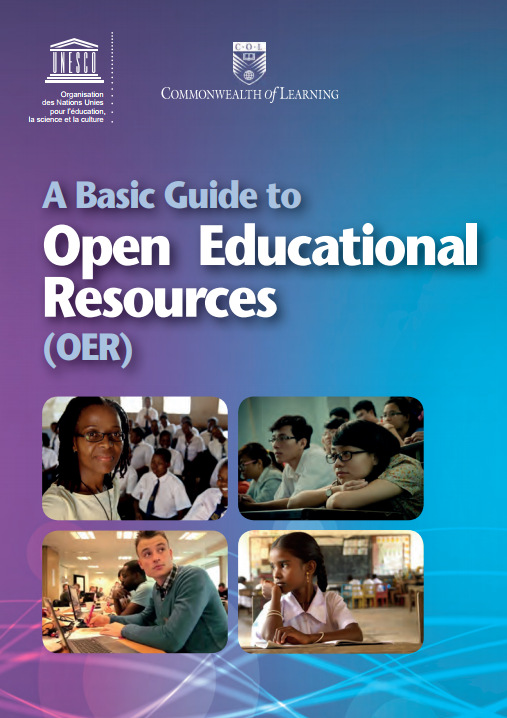 UNESCO
Organisation
des Nations Unies
pour l'éducation,
la science et la culture
C·O·L
COMMONWEALTH of LEARNING
A Basic Guide to
Open Educational
Resources
(OER)